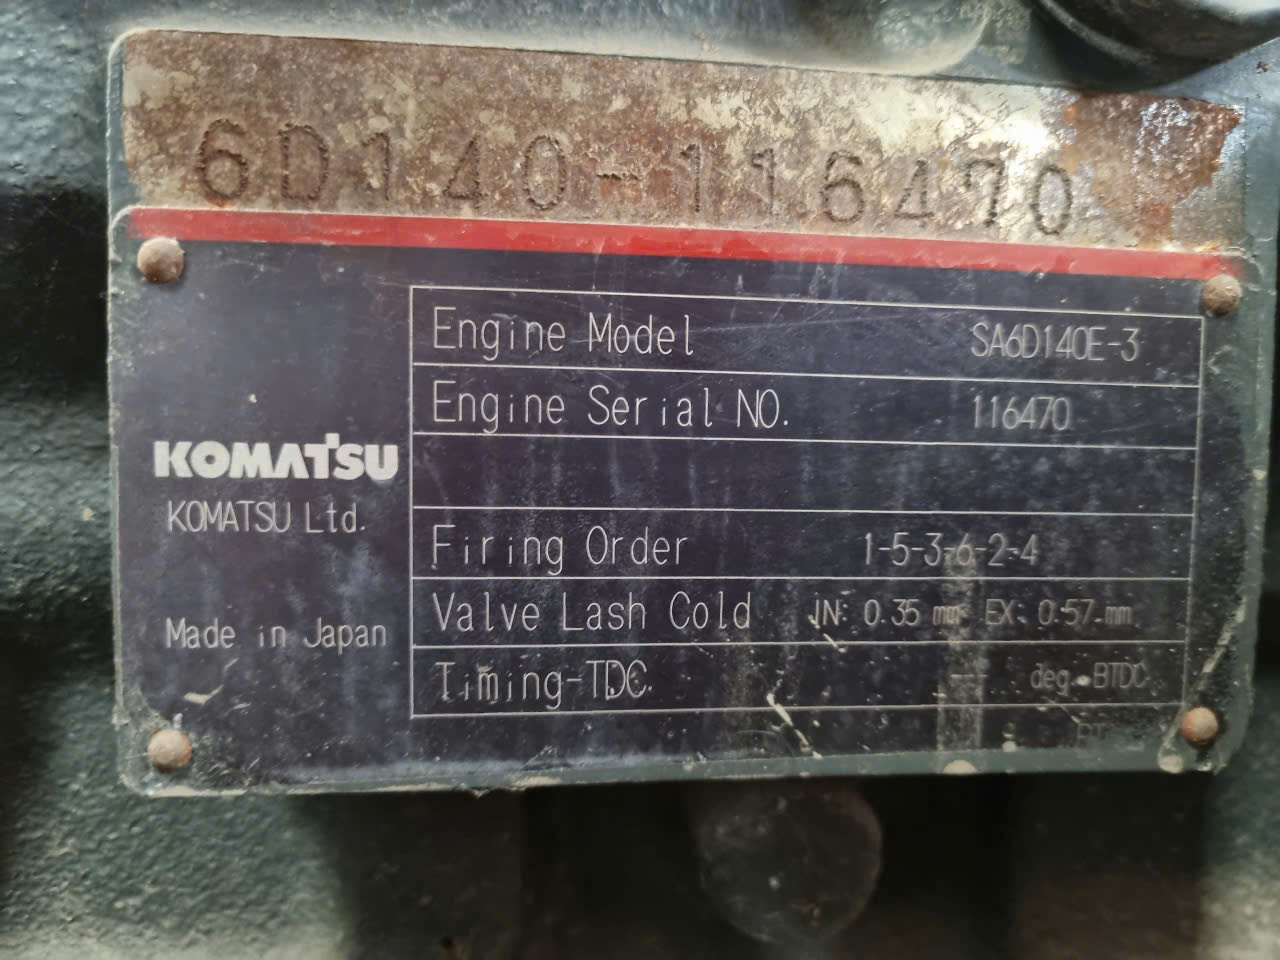 6D140-116470
Engine Model SA6D140E-3
Engine Serial NO. 116470
KOMATSU
KOMATSU Ltd.
Firing Order 1-5-3-6-2-4
Valve Lash Cold IN: 0.35 mm EX: 0.57 mm
Made in Japan
Timing-TDC --- deg. BTDC